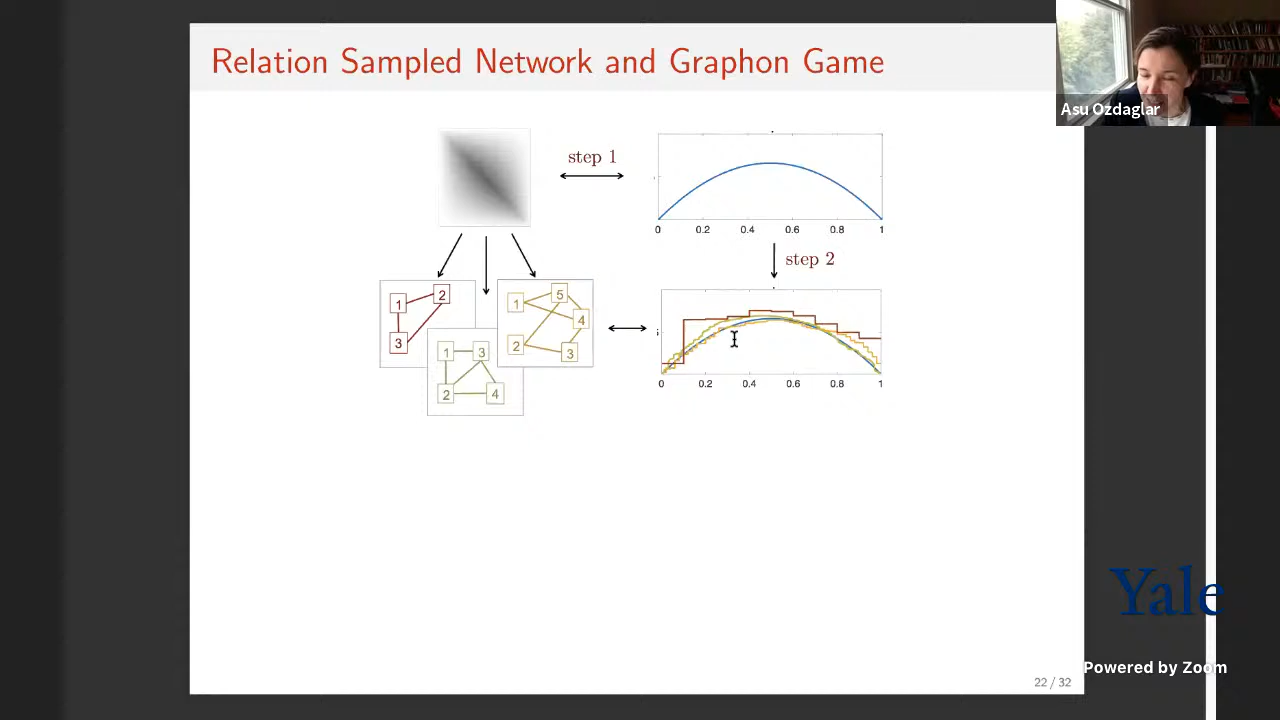 Relation Sampled Network and Graphon Game
Asu Ozdaglar
step 1
0 0.2 0.4 0.6 0.8 1
step 2
1 2
3
1 5
4
2 3
1 3
2 4
0 0.2 0.4 0.6 0.8 1
Yale
Powered by Zoom
22 / 32